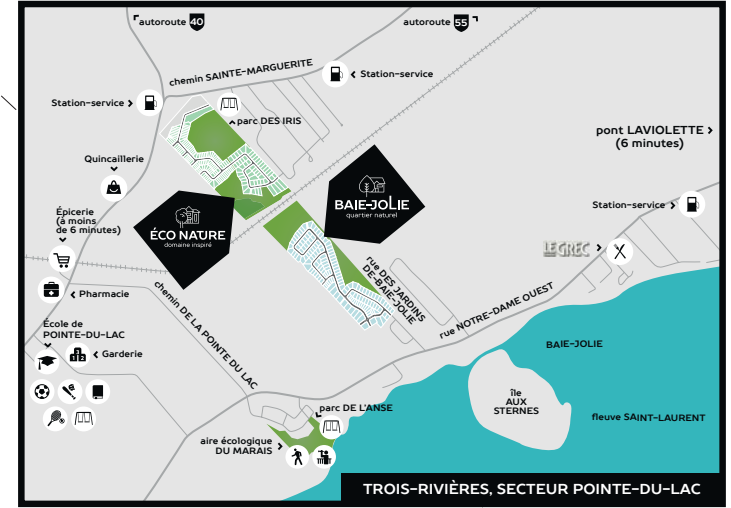 autoroute 40
autoroute 55
chemin SAINTE-MARGUERITE
Station-service
Station-service
parc DES IRIS
pont LAVIOLETTE
(6 minutes)
Quincaillerie
BAIE-JOLIE
quartier naturel
Station-service
Épicerie
(à moins
de 6 minutes)
ÉCO NATURE
domaine inspiré
LE GREC
rue DES JARDINS
DE-BAIE-JOLIE
Pharmacie
chemin DE LA POINTE DU LAC
rue NOTRE-DAME OUEST
École de
POINTE-DU-LAC
Garderie
1 2
BAIE-JOLIE
île
AUX
STERNES
parc DE L'ANSE
fleuve SAINT-LAURENT
aire écologique
DU MARAIS
TROIS-RIVIÈRES, SECTEUR POINTE-DU-LAC